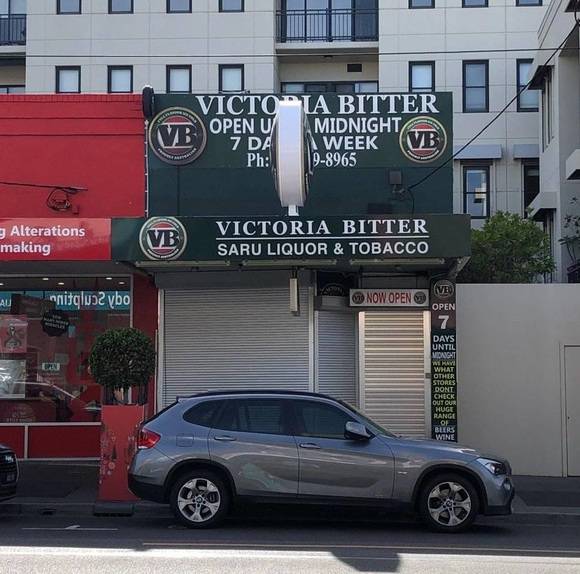 VICTORIA BITTER
OPEN U MIDNIGHT
7 DA A WEEK
Ph: 9-8965
VB
VB
VB
VICTORIA BITTER
SARU LIQUOR & TOBACCO
g Alterations
making
ody Sculpting
OPEN
NOW OPEN
VB
OPEN
7
DAYS
UNTIL
MIDNIGHT
WE HAVE
WHAT
OTHER
STORES
DONT
CHECK
OUT OUR
HUGE
RANGE
OF
BEERS
WINE